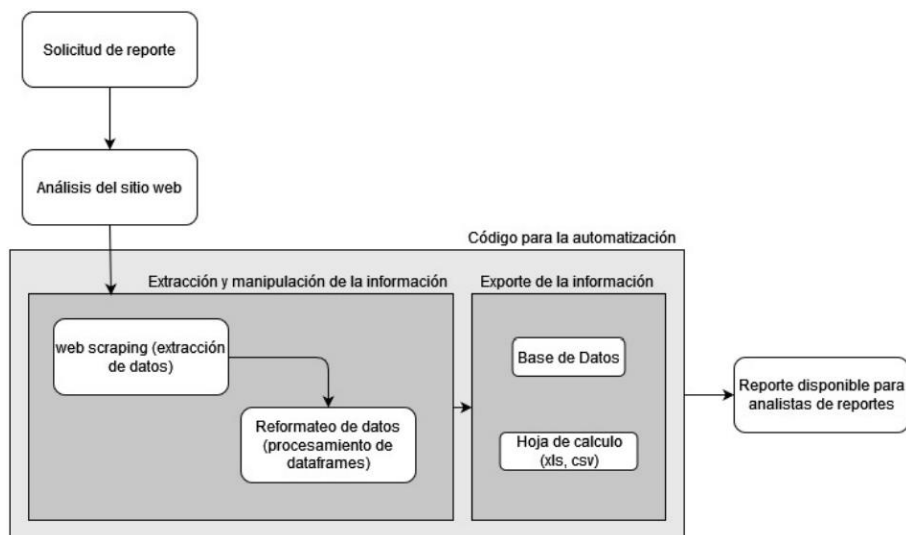 Solicitud de reporte
Análisis del sitio web
Código para la automatización
Extracción y manipulación de la información
web scraping (extracción
de datos)
Reformateo de datos
(procesamiento de
dataframes)
Exporte de la información
Base de Datos
Hoja de calculo
(xls, csv)
Reporte disponible para
analistas de reportes